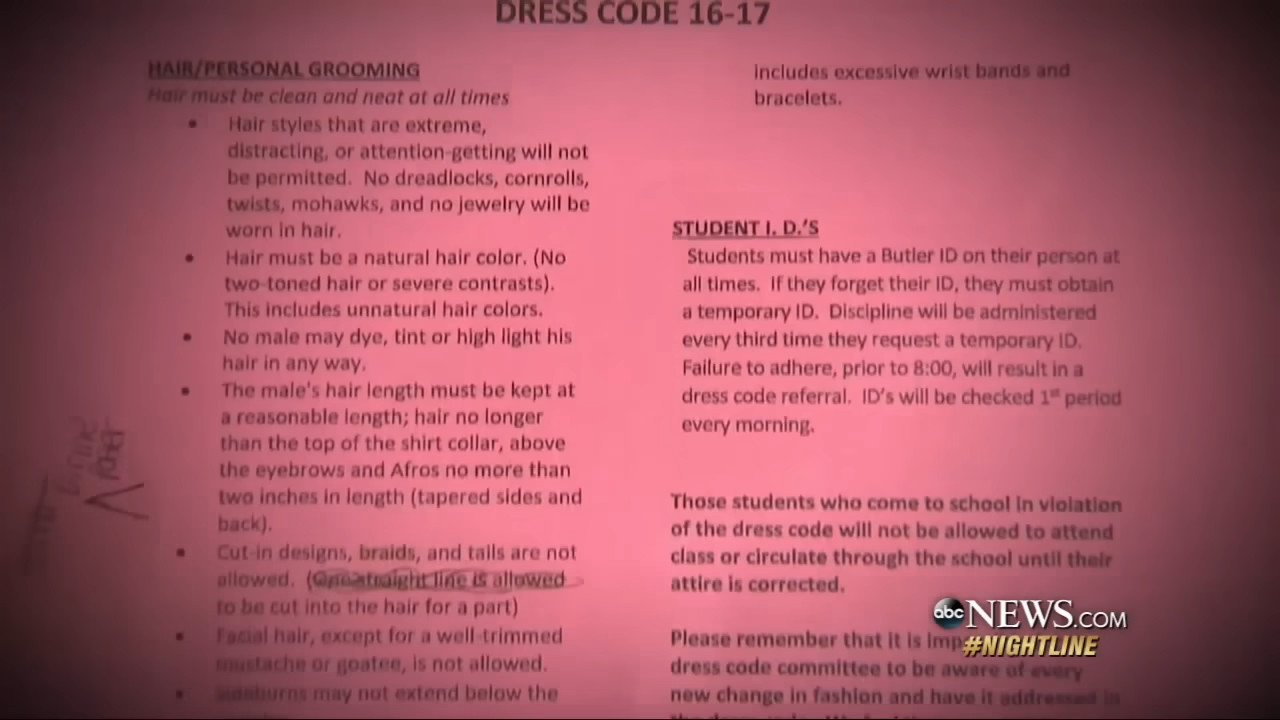 DRESS CODE 16-17
HAIR/PERSONAL GROOMING
Hair must be clean and neat at all times
• Hair styles that are extreme,
distracting, or attention-getting will not
be permitted. No dreadlocks, cornrolls,
twists, mohawks, and no jewelry will be
worn in hair.
• Hair must be a natural hair color. (No
two-toned hair or severe contrasts).
This includes unnatural hair colors.
• No male may dye, tint or high light his
hair in any way.
• The male's hair length must be kept at
a reasonable length; hair no longer
than the top of the shirt collar, above
the eyebrows and Afros no more than
two inches in length (tapered sides and
back).
• Cut-in designs, braids, and tails are not
allowed. (One straight line is allowed
to be cut into the hair for a part)
• Facial hair, except for a well-trimmed
mustache or goatee, is not allowed.
• Sideburns may not extend below the
includes excessive wrist bands and
bracelets.
STUDENT I. D.'S
Students must have a Butler ID on their person at
all times. If they forget their ID, they must obtain
a temporary ID. Discipline will be administered
every third time they request a temporary ID.
Failure to adhere, prior to 8:00, will result in a
dress code referral. ID's will be checked 1st period
every morning.
Those students who come to school in violation
of the dress code will not be allowed to attend
class or circulate through the school until their
attire is corrected.
Please remember that it is
dress code committee to be aware of every
new change in fashion and have it addressed in
abc NEWS.COM
#NIGHTLINE